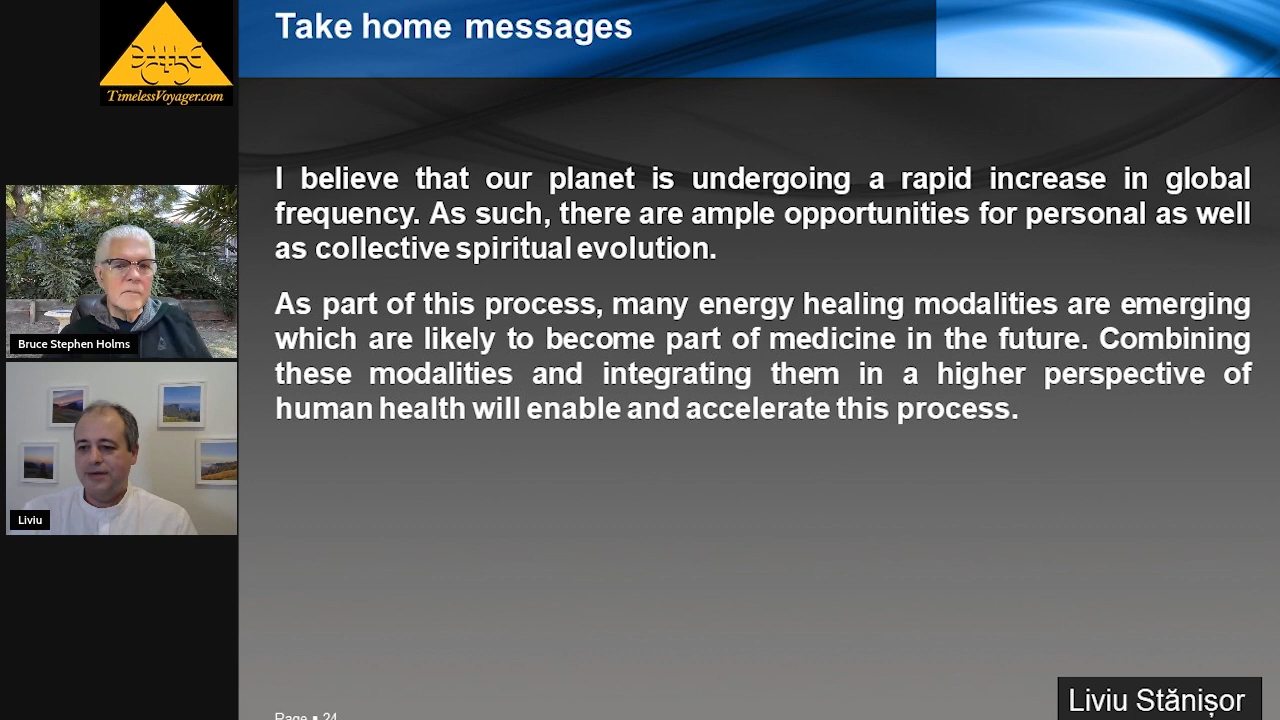 Take home messages
TimelessVoyager.com
I believe that our planet is undergoing a rapid increase in global
frequency. As such, there are ample opportunities for personal as well
as collective spiritual evolution.
As part of this process, many energy healing modalities are emerging
which are likely to become part of medicine in the future. Combining
these modalities and integrating them in a higher perspective of
human health will enable and accelerate this process.
Bruce Stephen Holms
Liviu
Liviu Stănișor
Page ▪ 24